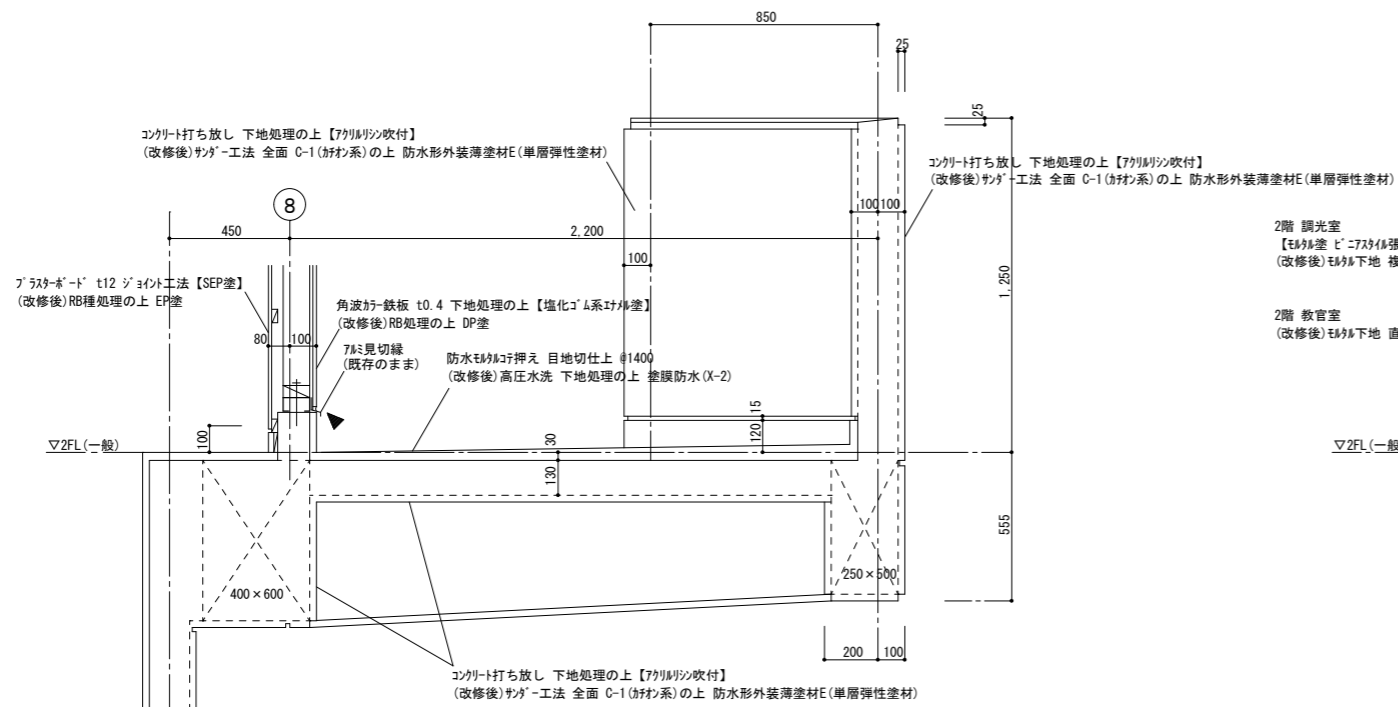 850
25
25
コンクリート打ち放し 下地処理の上【アクリルリシン吹付】
(改修後)サンダー工法 全面 C-1(カチオン系)の上 防水形外装薄塗材E(単層弾性塗材)
コンクリート打ち放し 下地処理の上【アクリルリシン吹付】
(改修後)サンダー工法 全面 C-1(カチオン系)の上 防水形外装薄塗材E(単層弾性塗材)
8
100
100
450
2,200
2階 調光室
【モルタル塗 ビニアスタイル張
(改修後)モルタル下地 複
100
プラスターボード t12 ジョイント工法【SEP塗】
(改修後)RB種処理の上 EP塗
角波カラー鉄板 t0.4 下地処理の上【塩化ゴム系エナメル塗】
(改修後)RB処理の上 DP塗
1,250
2階 教官室
(改修後)モルタル下地 直
80
100
アルミ見切縁
(既存のまま)
防水モルタルコテ押え 目地切仕上 @1400
(改修後)高圧水洗 下地処理の上 塗膜防水(X-2)
15
120
100
30
▽2FL(一般)
▽2FL(一般
130
555
400×600
250×500
200
100
コンクリート打ち放し 下地処理の上【アクリルリシン吹付】
(改修後)サンダー工法 全面 C-1(カチオン系)の上 防水形外装薄塗材E(単層弾性塗材)